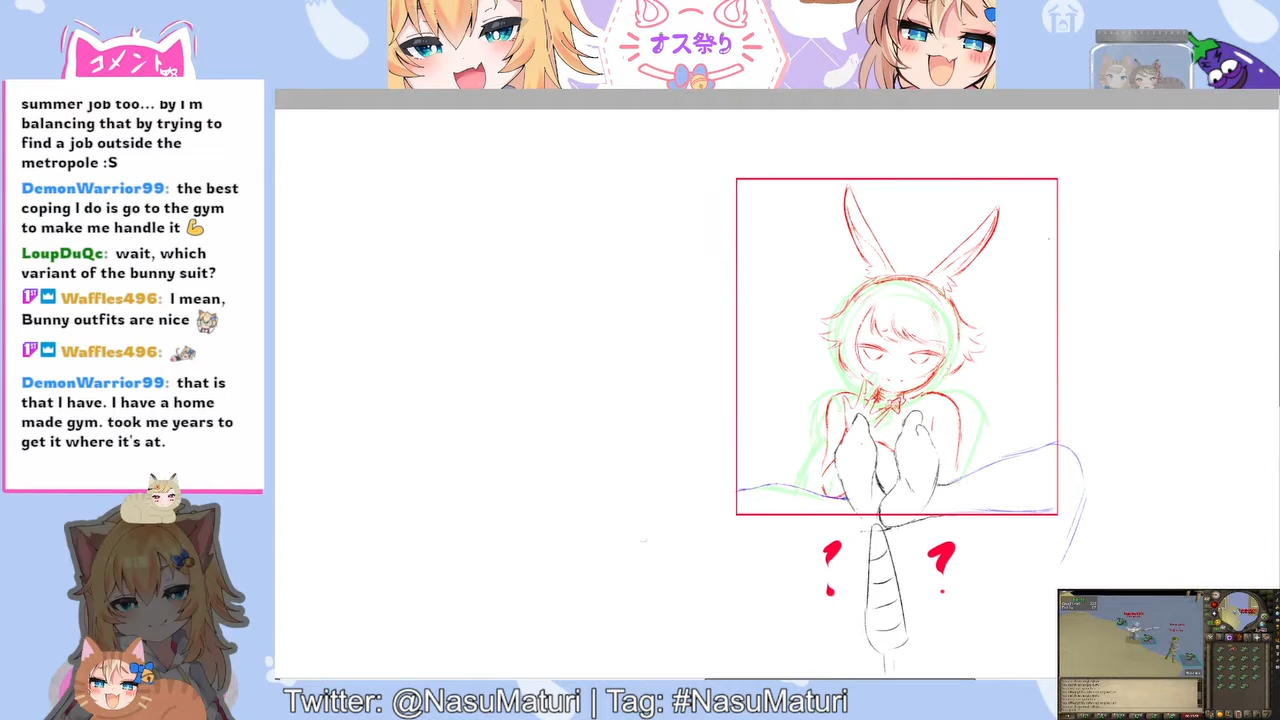 ナス祭り
コメント
summer job too... by I'm
balancing that by trying to
find a job outside the
metropole :S
DemonWarrior99: the best
coping I do is go to the gym
to make me handle it 💪
LoupDuQc: wait, which
variant of the bunny suit?
Waffles496: I mean,
Bunny outfits are nice
Waffles496:
DemonWarrior99: that is
that I have. I have a home
made gym. took me years to
get it where it's at.
? ?
Twitter @NasuMaturi | Tag: #NasuMaturi